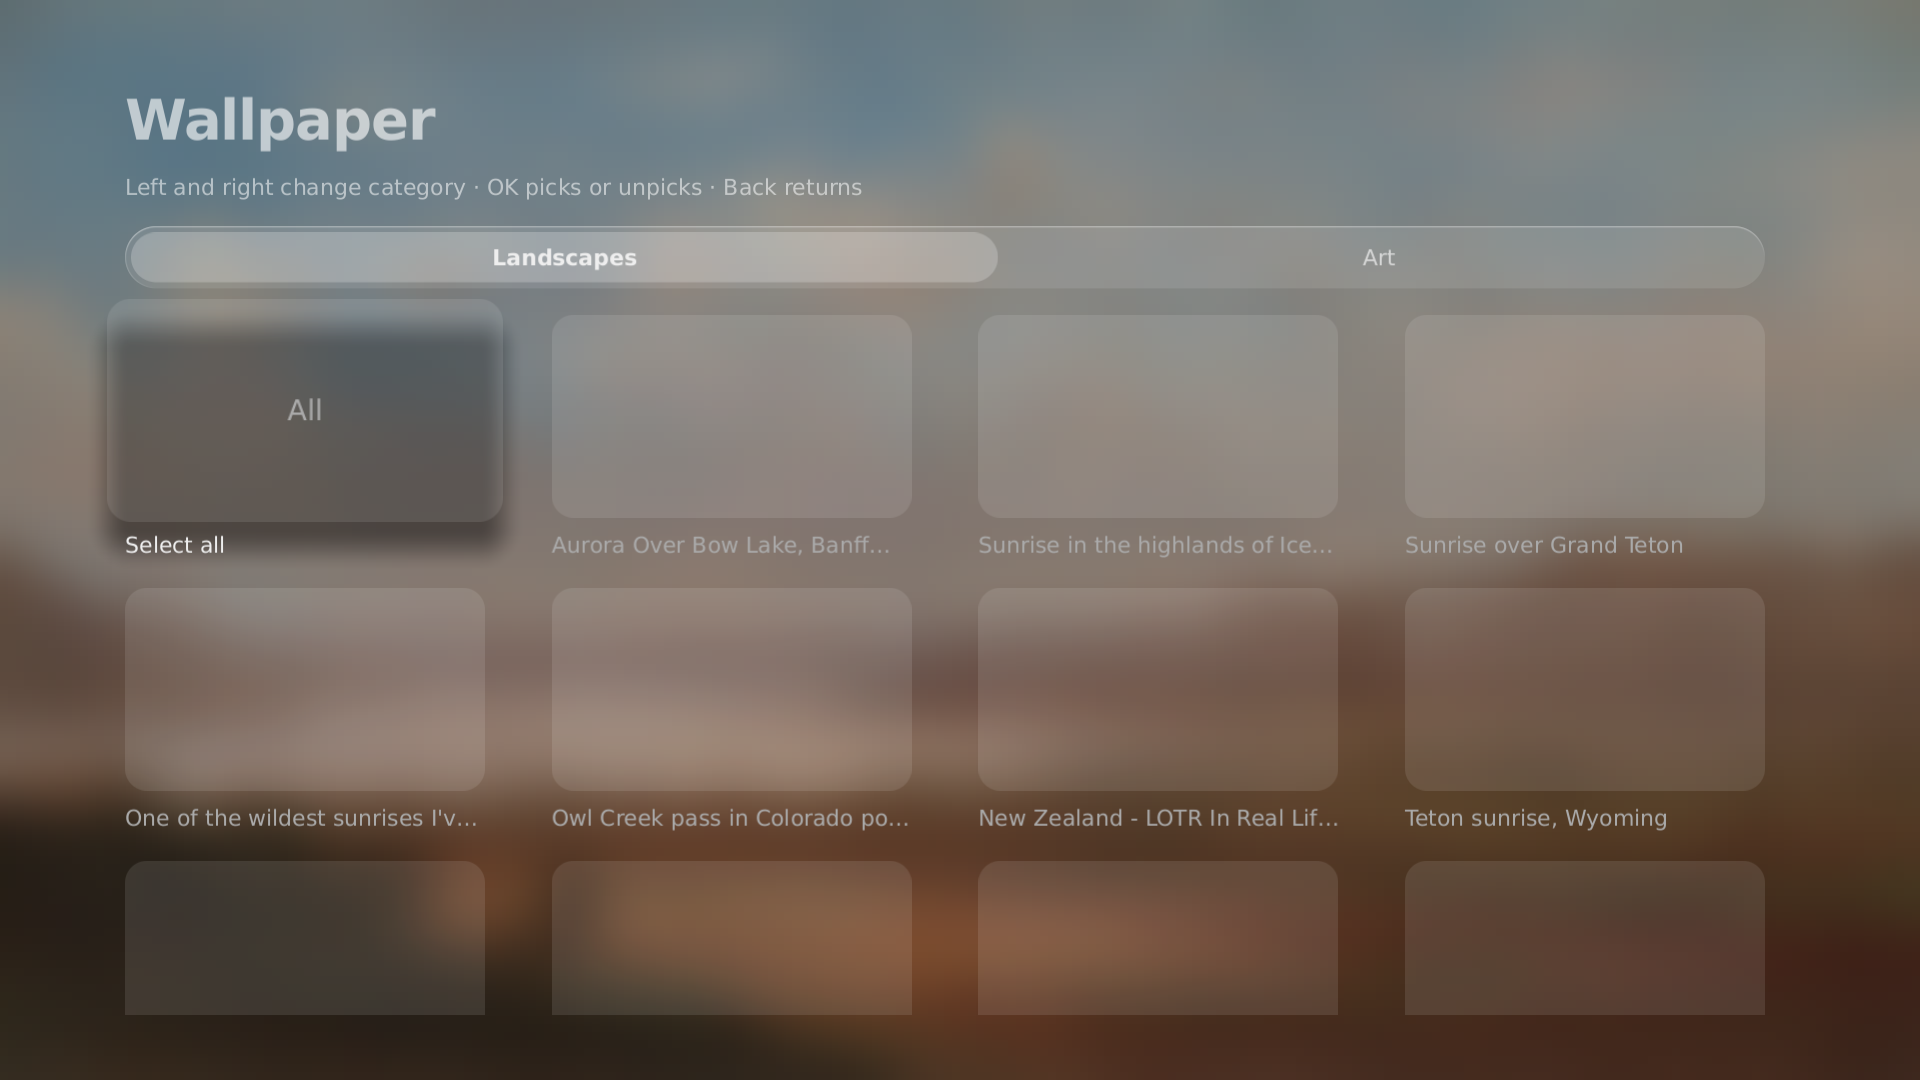 Wallpaper
Left and right change category · OK picks or unpicks · Back returns
Landscapes
Art
All
Select all
Aurora Over Bow Lake, Banff...
Sunrise in the highlands of Ice...
Sunrise over Grand Teton
One of the wildest sunrises I'v...
Owl Creek pass in Colorado po...
New Zealand - LOTR In Real Lif...
Teton sunrise, Wyoming